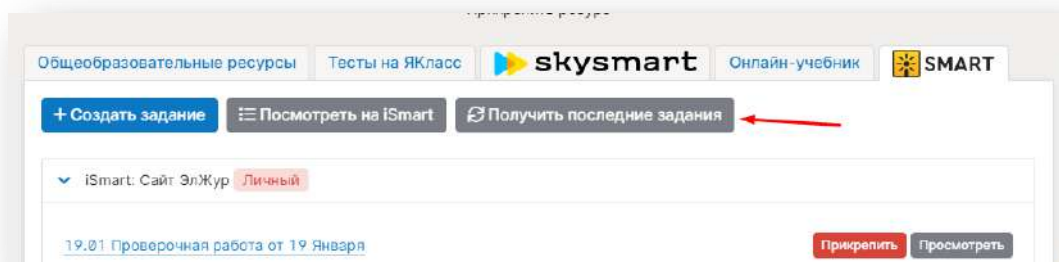 Общеобразовательные ресурсы Тесты на ЯКласс skysmart Онлайн-учебник SMART
+ Создать задание Посмотреть на iSmart Получить последние задания
iSmart: Сайт ЭлЖур Личный
19.01 Проверочная работа от 19 Января Прикрепить Просмотреть